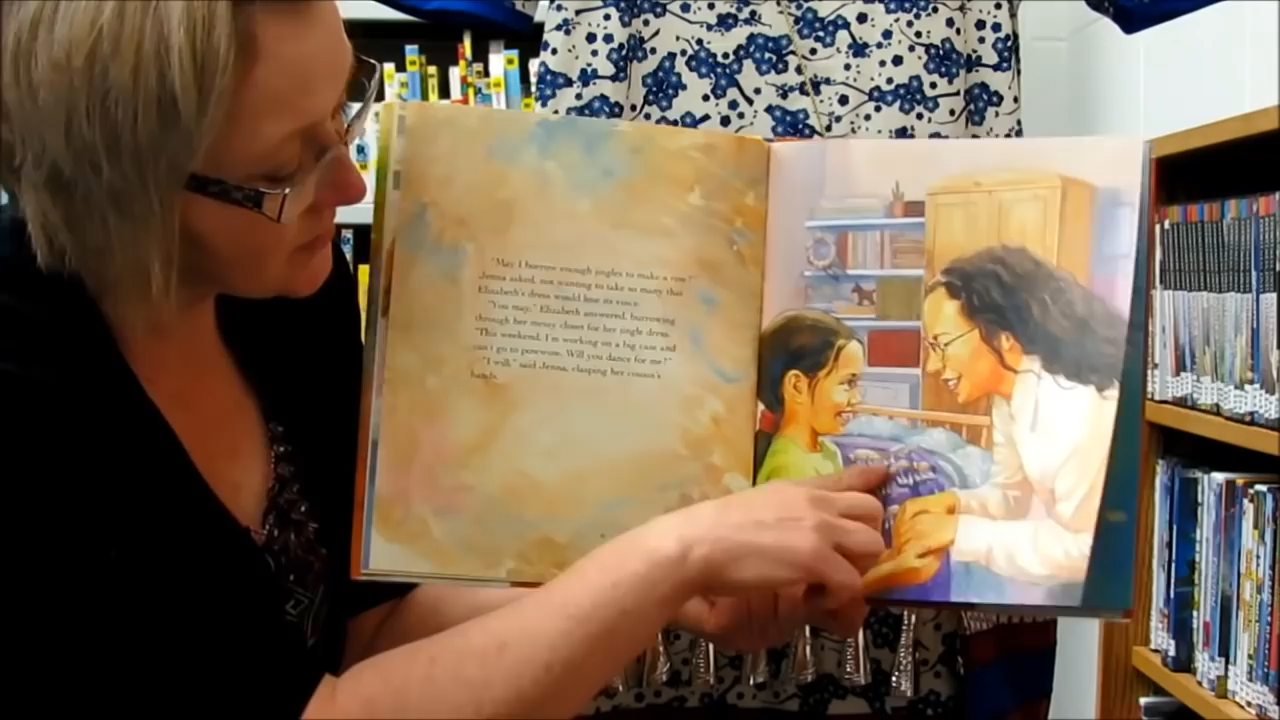 "May I borrow enough jingles to make a row?"
Jenna asked, not wanting to take so many that
Elizabeth's dress would lose its voice.
"You may," Elizabeth answered, burrowing
through her messy closet for her jingle dress.
"This weekend, I'm working on a big case and
can't go to powwow. Will you dance for me?"
"I will," said Jenna, clasping her cousin's
hands.